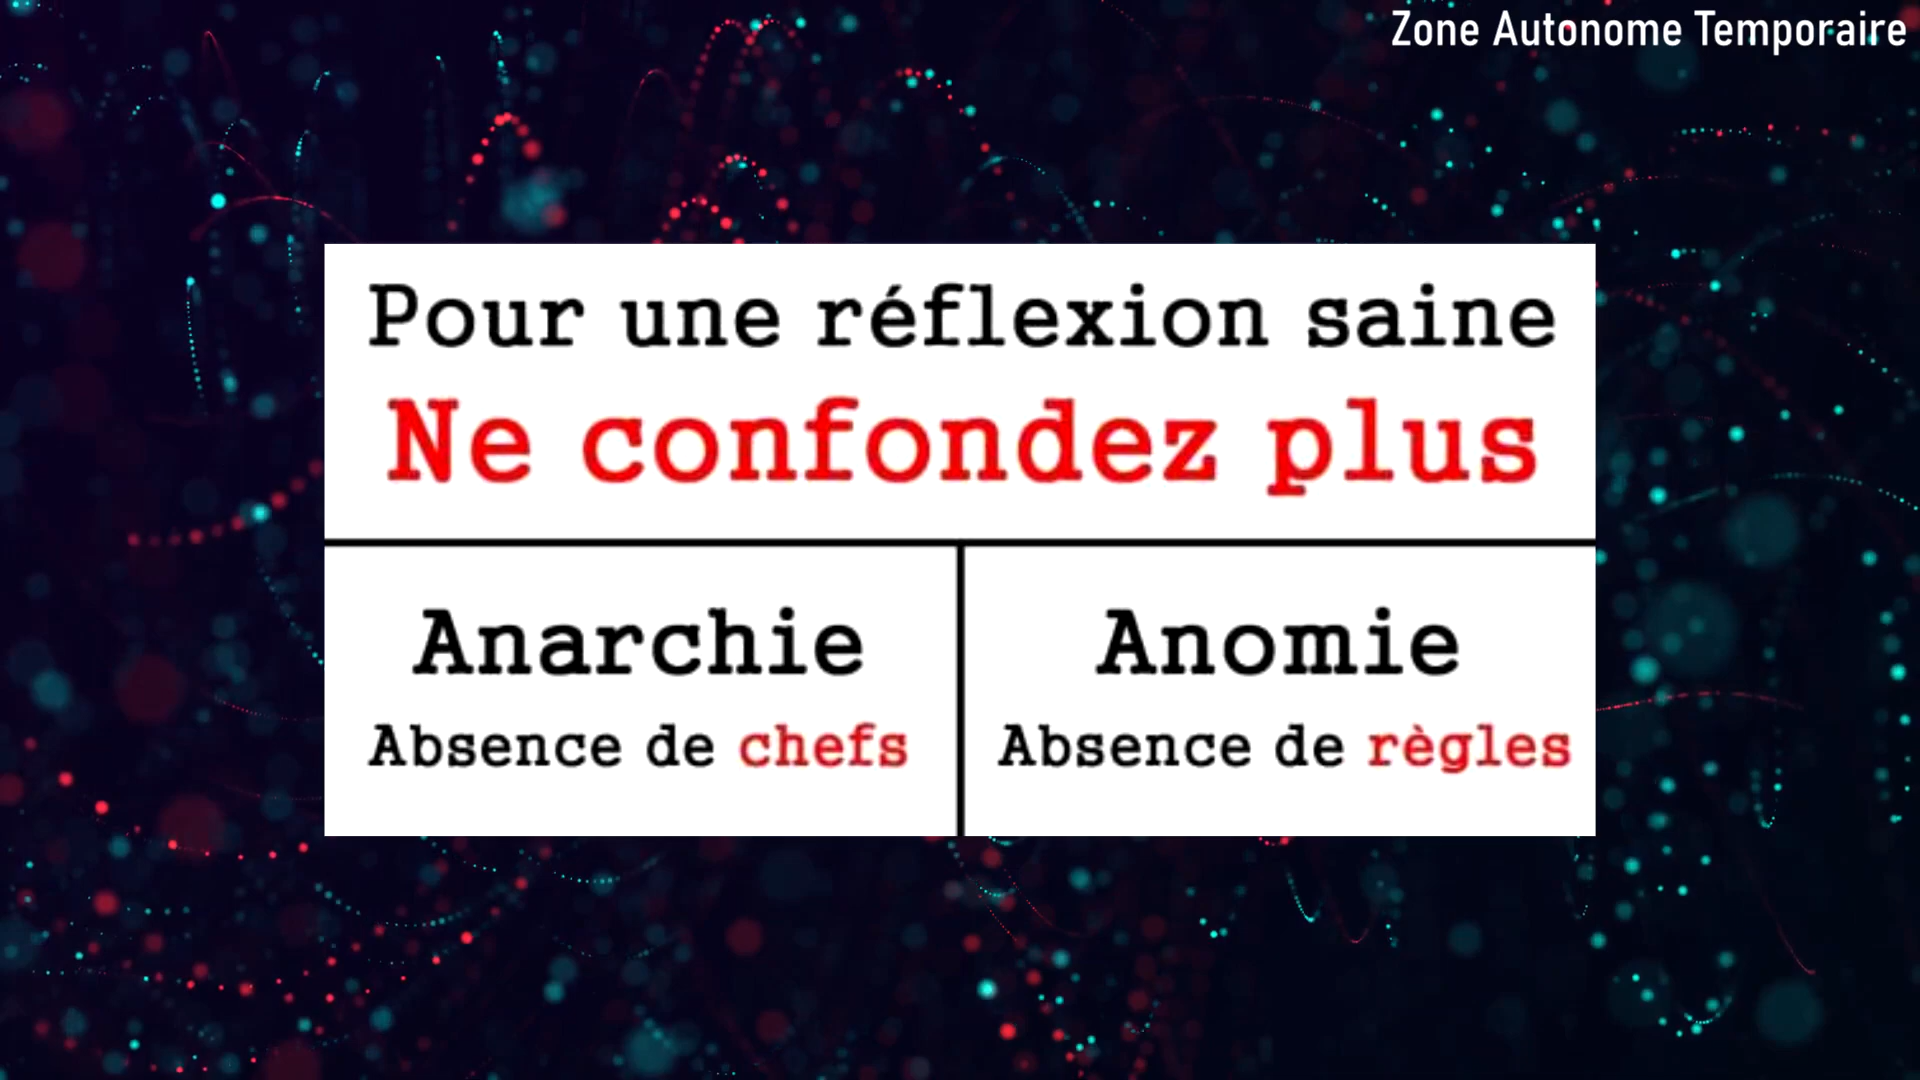 Zone Autonome Temporaire
Pour une réflexion saine
Ne confondez plus
Anarchie
Absence de chefs
Anomie
Absence de règles